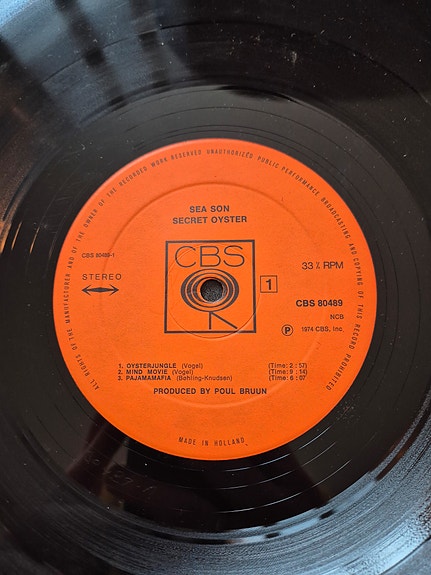 ALL RIGHTS OF THE MANUFACTURER AND OF THE OWNER OF THE RECORDED WORK RESERVED UNAUTHORIZED PUBLIC PERFORMANCE BROADCASTING AND COPYING OF THIS RECORD PROHIBITED
SEA SON
SECRET OYSTER
CBS
CBS 80489-1
STEREO
33⅓ RPM
1
CBS 80489
NCB
Ⓟ 1974 CBS, Inc
1. OYSTERJUNGLE (Vogel) (Time: 2 : 57)
2. MIND MOVIE (Vogel) (Time: 9 : 14)
3. PAJAMAMAFIA (Bohling-Knudsen) (Time: 6 : 07
PRODUCED BY POUL BRUUN
MADE IN HOLLAND